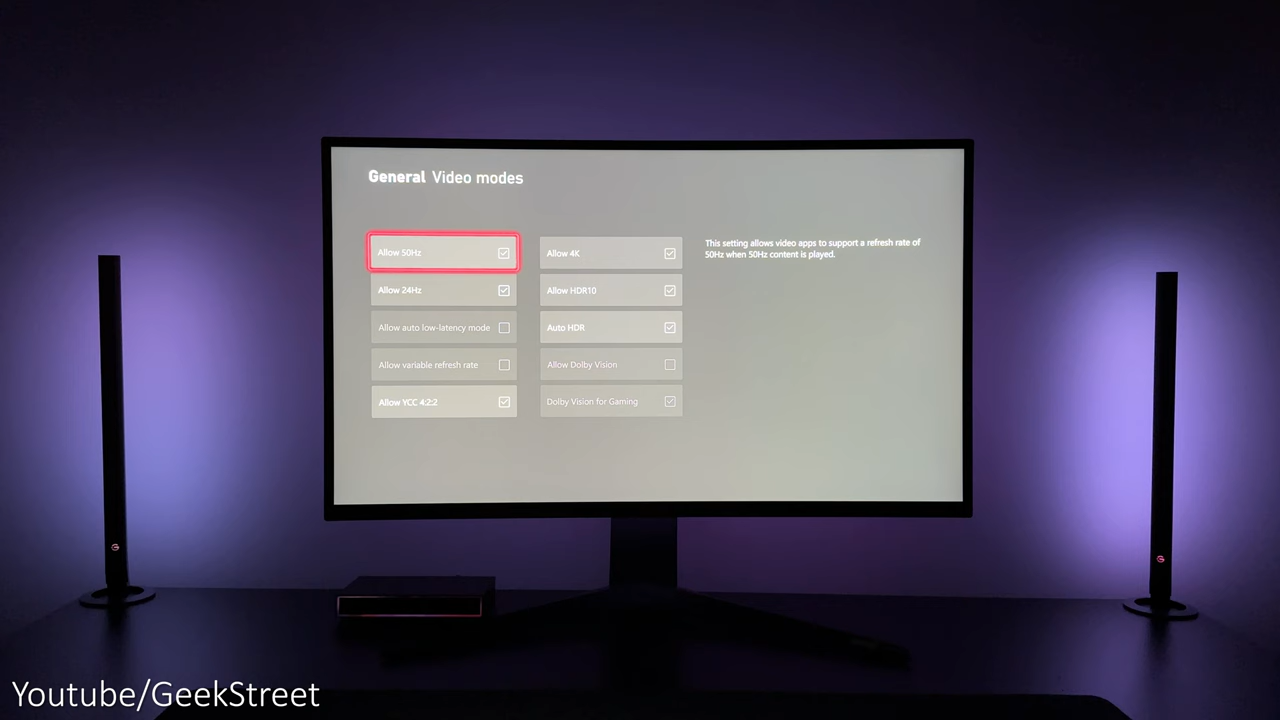 General Video modes
Allow 50Hz
Allow 24Hz
Allow auto low-latency mode
Allow variable refresh rate
Allow YCC 4:2:2
Allow 4K
Allow HDR10
Auto HDR
Allow Dolby Vision
Dolby Vision for Gaming
This setting allows video apps to support a refresh rate of
50Hz when 50Hz content is played.
Youtube/GeekStreet